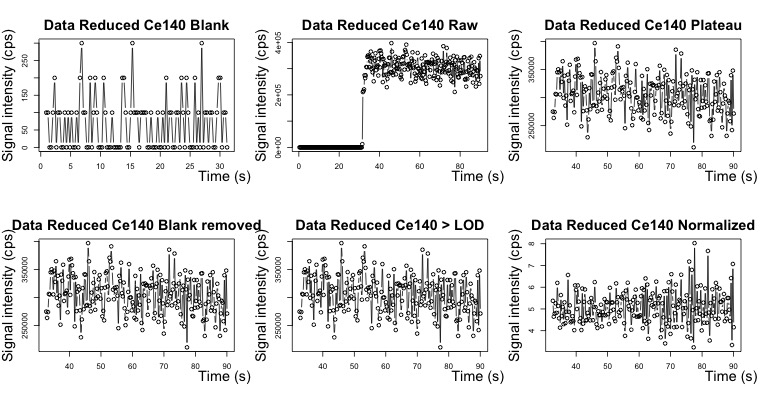 Data Reduced Ce140 Blank
Signal intensity (cps)
0 50 150 250
0 5 10 15 20 25 30
Time (s)
Data Reduced Ce140 Raw
Signal intensity (cps)
0e+00 2e+05 4e+05
0 20 40 60 80
Time (s)
Data Reduced Ce140 Plateau
Signal intensity (cps)
250000 350000
40 50 60 70 80 90
Time (s)
Data Reduced Ce140 Blank removed
Signal intensity (cps)
250000 350000
40 50 60 70 80 90
Time (s)
Data Reduced Ce140 > LOD
Signal intensity (cps)
250000 350000
40 50 60 70 80 90
Time (s)
Data Reduced Ce140 Normalized
Signal intensity (cps)
4 5 6 7 8
40 50 60 70 80 90
Time (s)